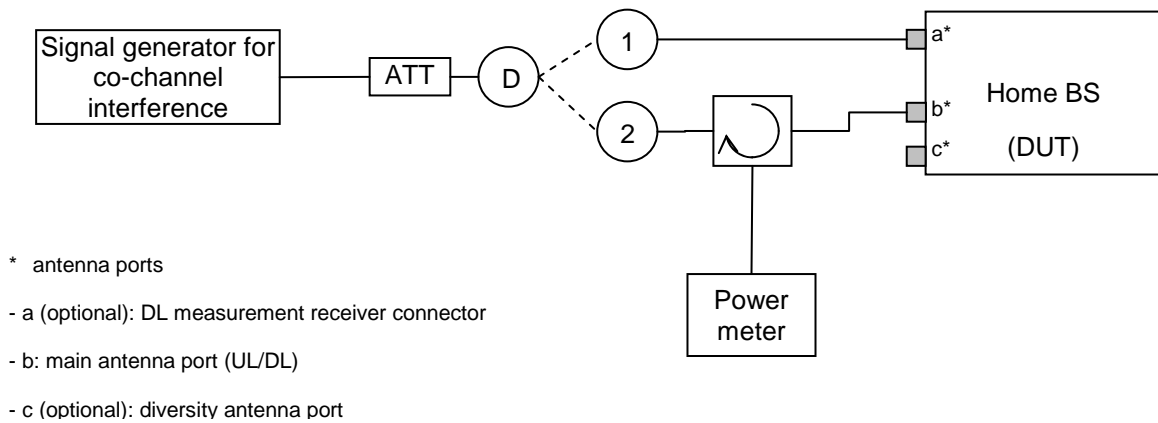 Signal generator for
co-channel
interference
ATT
D
1
2
a*
b*
c*
Home BS
(DUT)
Power
meter
* antenna ports
- a (optional): DL measurement receiver connector
- b: main antenna port (UL/DL)
- c (optional): diversity antenna port